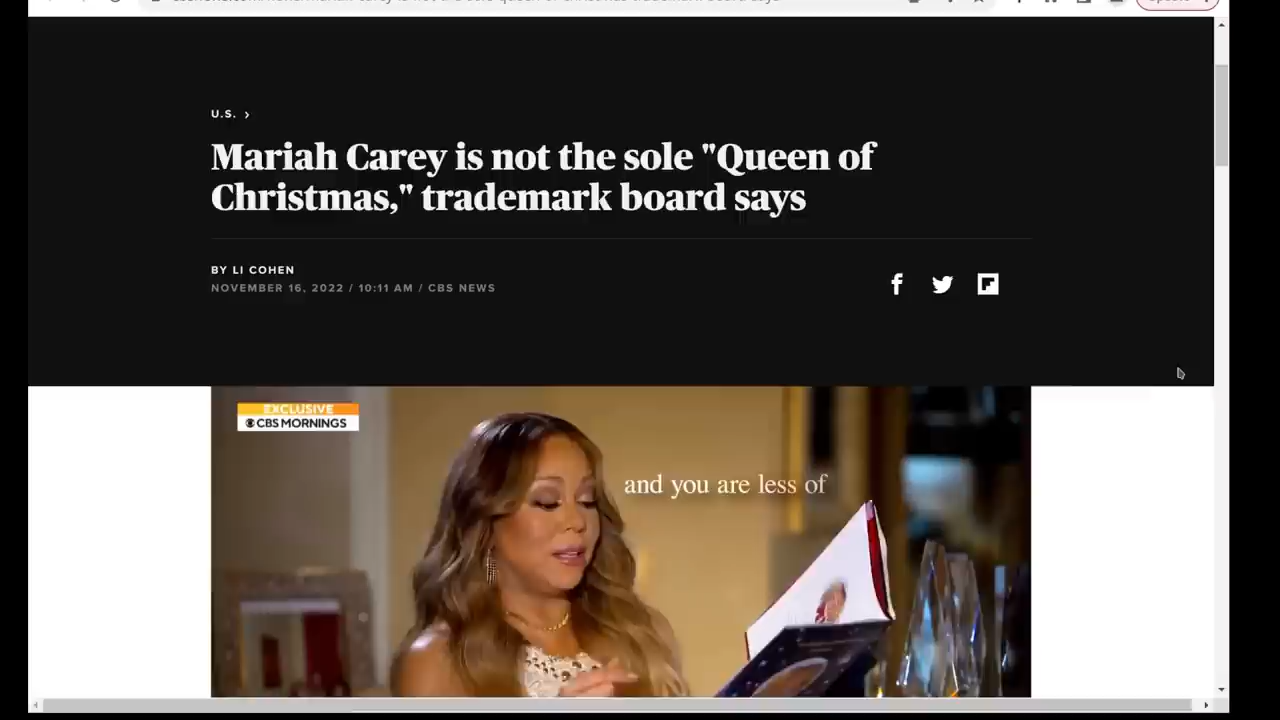 U.S. ›
Mariah Carey is not the sole "Queen of
Christmas," trademark board says
BY LI COHEN
NOVEMBER 16, 2022 / 10:11 AM / CBS NEWS
EXCLUSIVE
CBS MORNINGS
and you are less of